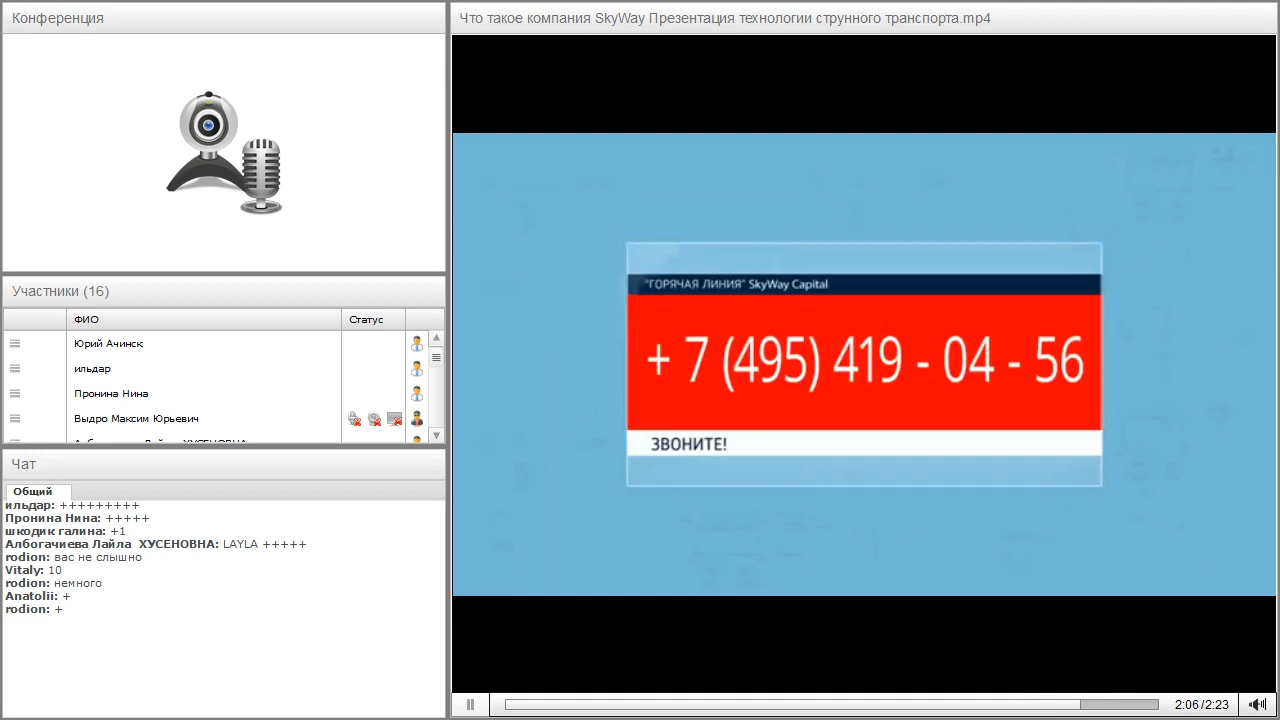 Конференция
Что такое компания SkyWay Презентация технологии струнного транспорта.mp4
"ГОРЯЧАЯ ЛИНИЯ" SkyWay Capital
+ 7 (495) 419 - 04 - 56
ЗВОНИТЕ!
Участники (16)
ФИО Статус
Юрий Ачинск
ильдар
Пронина Нина
Выдро Максим Юрьевич
Чат
Общий
ильдар: +++++++++
Пронина Нина: +++++
шкодик галина: +1
Албогачиева Лайла ХУСЕНОВНА: LAYLA +++++
rodion: вас не слышно
Vitaly: 10
rodion: немного
Anatolii: +
rodion: +
2:06/2:23